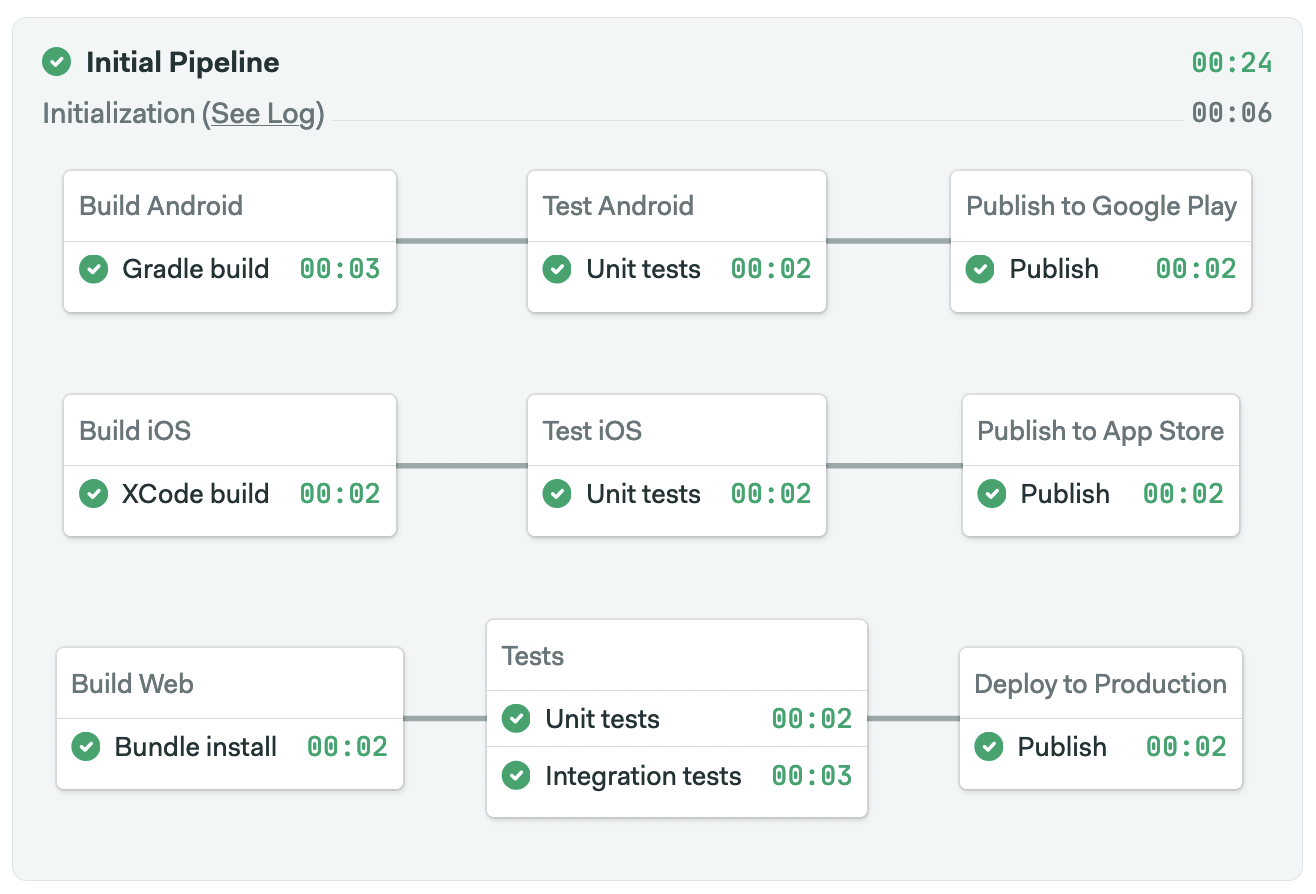 Initial Pipeline 00:24
Initialization (See Log) 00:06
Build Android
Gradle build 00:03
Test Android
Unit tests 00:02
Publish to Google Play
Publish 00:02
Build iOS
XCode build 00:02
Test iOS
Unit tests 00:02
Publish to App Store
Publish 00:02
Build Web
Bundle install 00:02
Tests
Unit tests 00:02
Integration tests 00:03
Deploy to Production
Publish 00:02